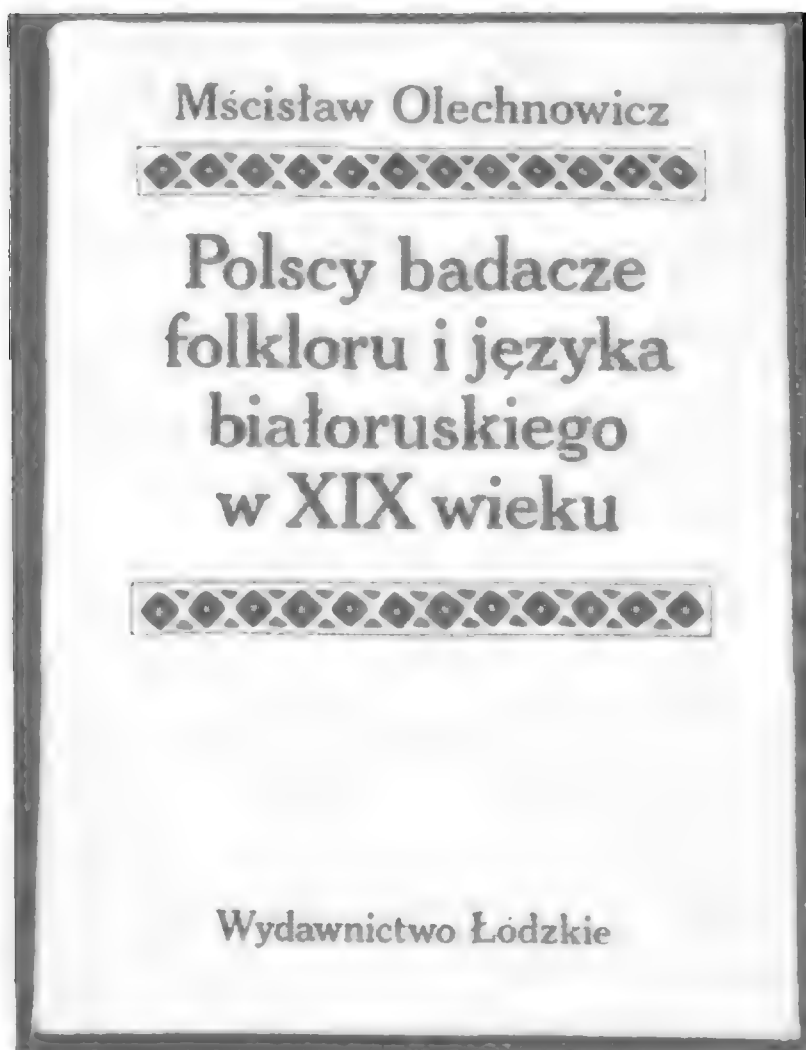 Mścisław Olechnowicz
Polscy badacze
folkloru i języka
białoruskiego
w XIX wieku
Wydawnictwo Łódzkie